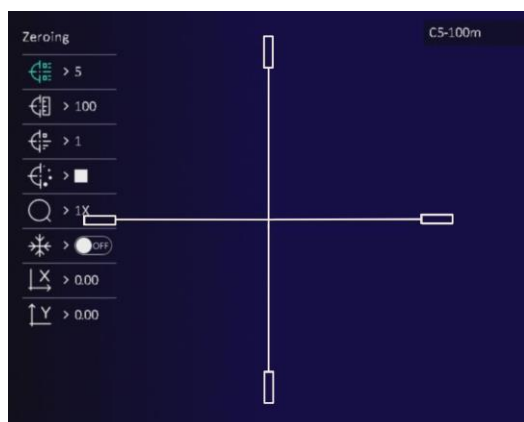 Zeroing
C5-100m
> 5
> 100
> 1
>
> 1X
> OFF
X > 0.00
Y > 0.00